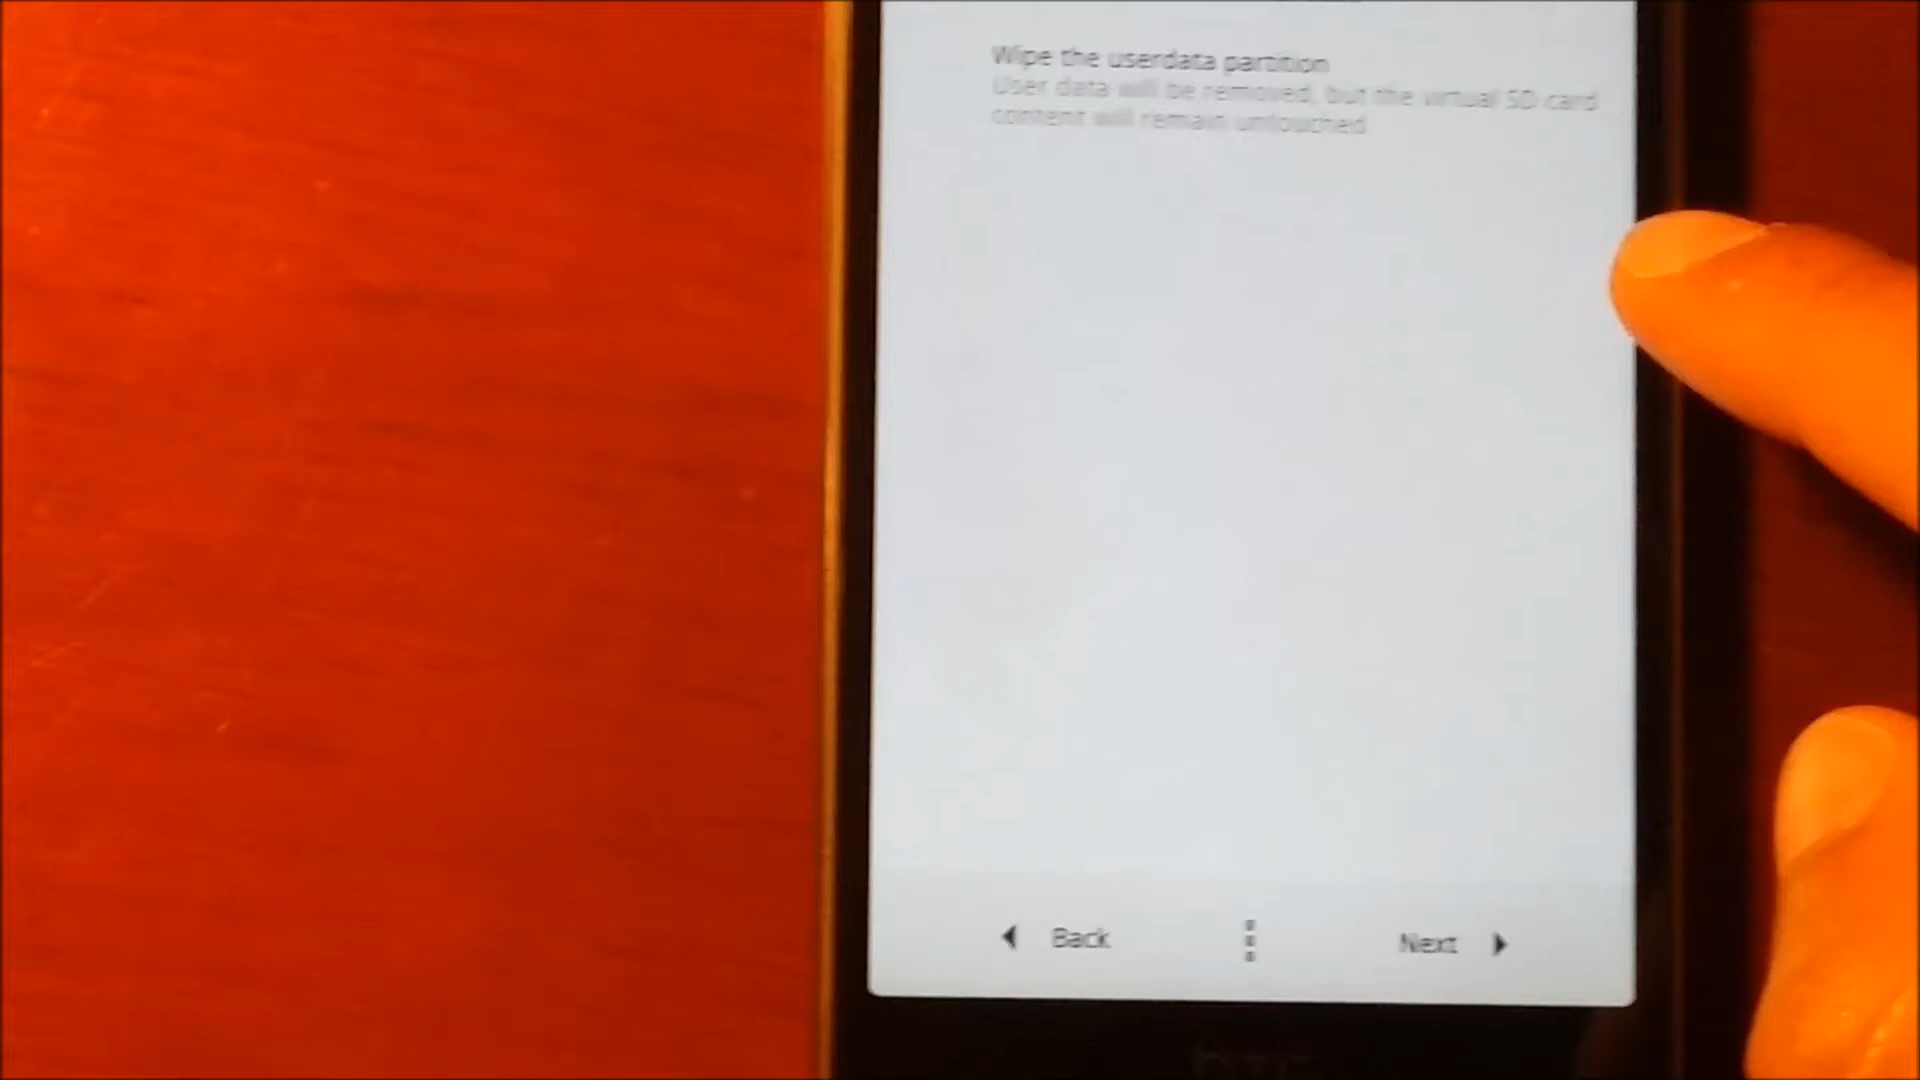 Wipe the userdata partition
User data will be removed, but the virtual SD card
content will remain untouched
Back
Next
hTC